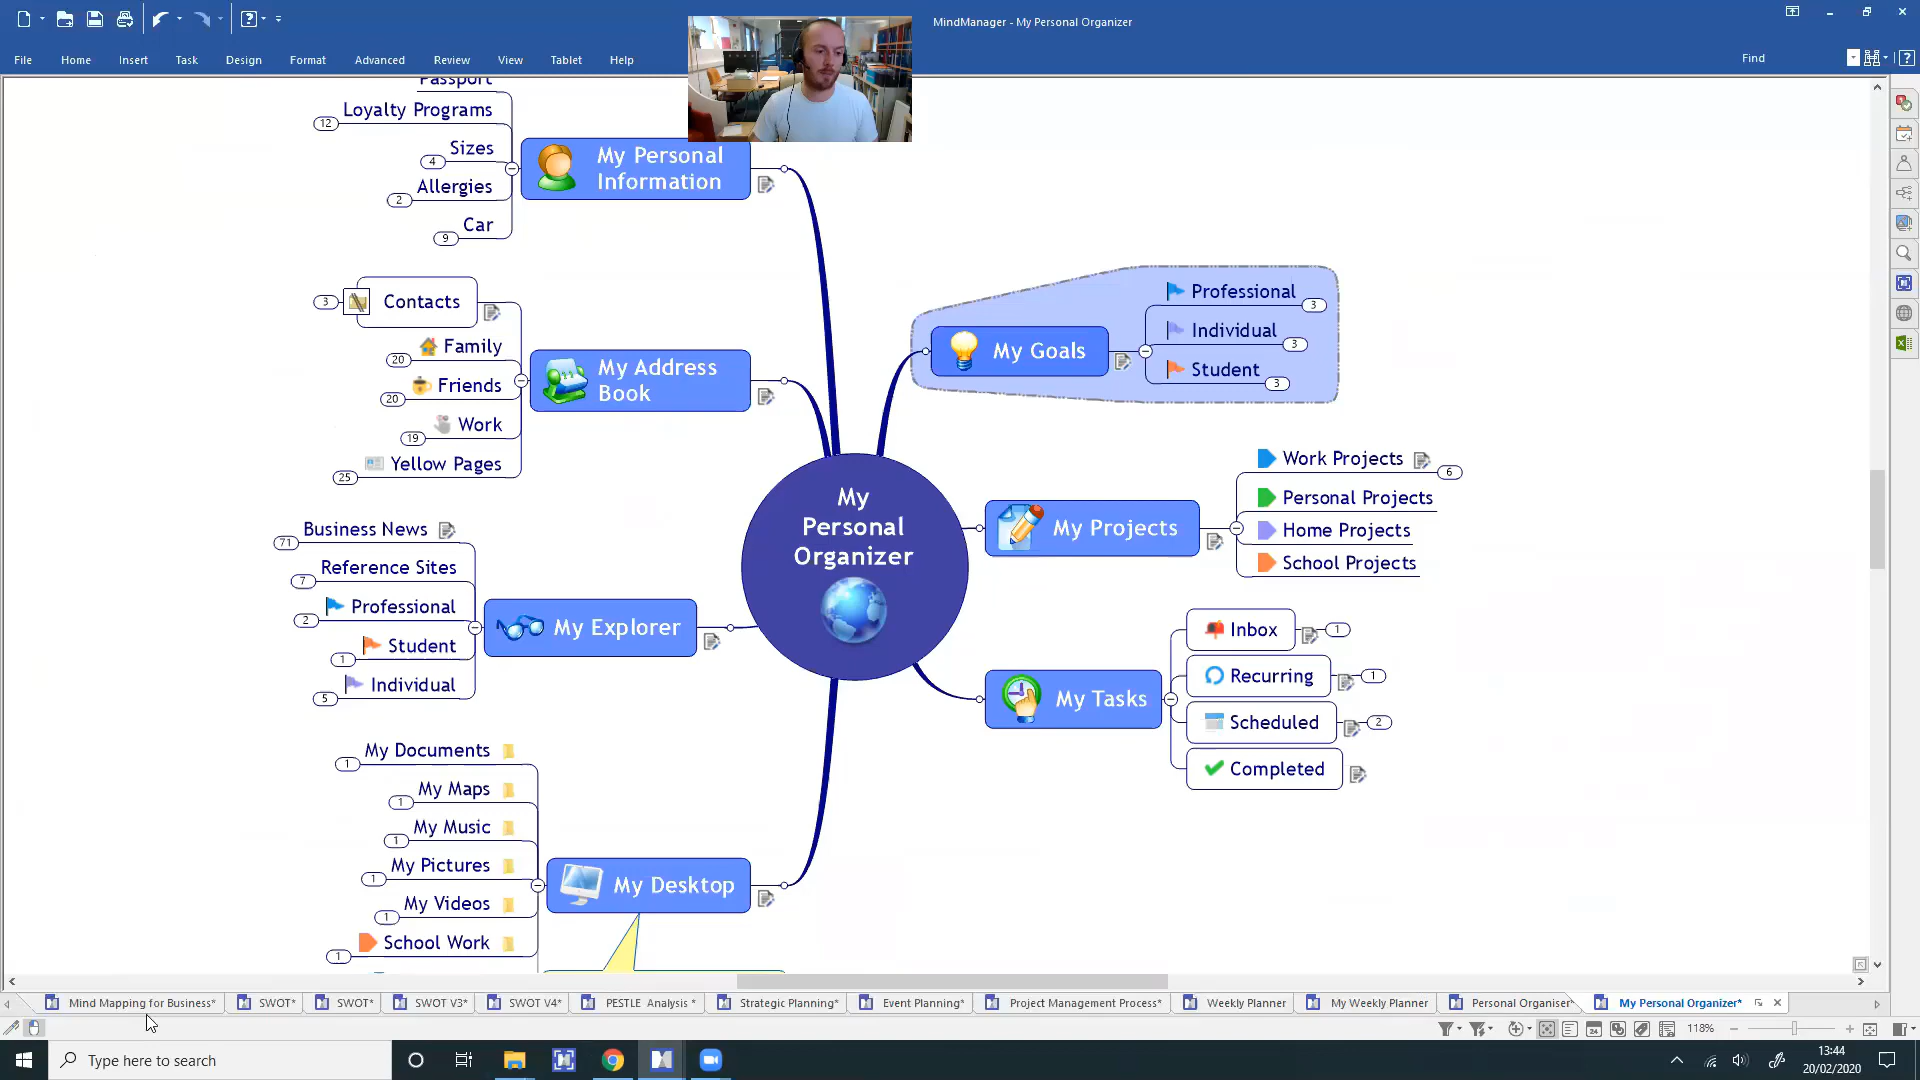 MindManager - My Personal Organizer
File
Home
Insert
Task
Design
Format
Advanced
Review
View
Tablet
Help
Find
Passport
Loyalty Programs
12
Sizes
4
Allergies
2
Car
9
My Personal
Information
Contacts
3
Family
20
Friends
20
Work
19
Yellow Pages
25
My Address
Book
Business News
71
Reference Sites
7
Professional
2
Student
1
Individual
5
My Explorer
My Documents
1
My Maps
1
My Music
1
My Pictures
1
My Videos
1
School Work
1
My Desktop
My
Personal
Organizer
My Goals
Professional
3
Individual
3
Student
3
My Projects
Work Projects
6
Personal Projects
Home Projects
School Projects
My Tasks
Inbox
1
Recurring
1
Scheduled
2
Completed
Mind Mapping for Business*
SWOT*
SWOT*
SWOT V3*
SWOT V4*
PESTLE Analysis *
Strategic Planning*
Event Planning*
Project Management Process*
Weekly Planner
My Weekly Planner
Personal Organiser*
My Personal Organizer*
118%
Type here to search
13:44
20/02/2020